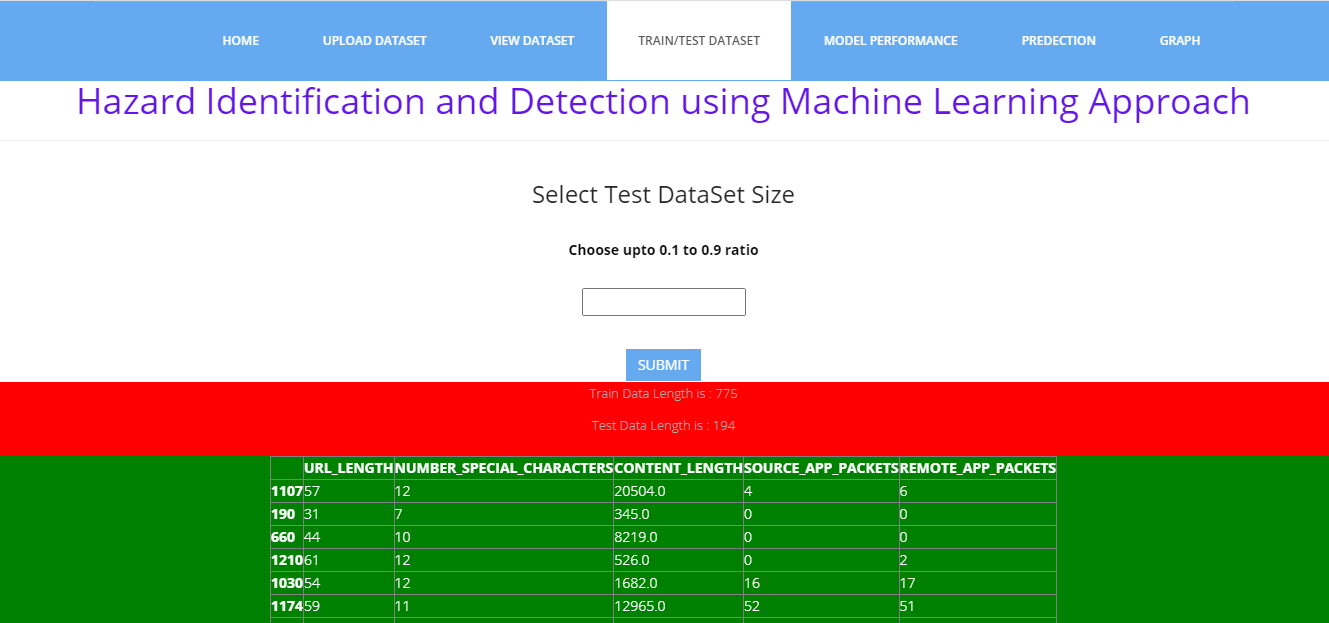 HOME UPLOAD DATASET VIEW DATASET TRAIN/TEST DATASET MODEL PERFORMANCE PREDECTION GRAPH
Hazard Identification and Detection using Machine Learning Approach
Select Test DataSet Size
Choose upto 0.1 to 0.9 ratio
SUBMIT
Train Data Length is : 775
Test Data Length is : 194
URL_LENGTH NUMBER_SPECIAL_CHARACTERS CONTENT_LENGTH SOURCE_APP_PACKETS REMOTE_APP_PACKETS
1107 57 12 20504.0 4 6
190 31 7 345.0 0 0
660 44 10 8219.0 0 0
1210 61 12 526.0 0 2
1030 54 12 1682.0 16 17
1174 59 11 12965.0 52 51